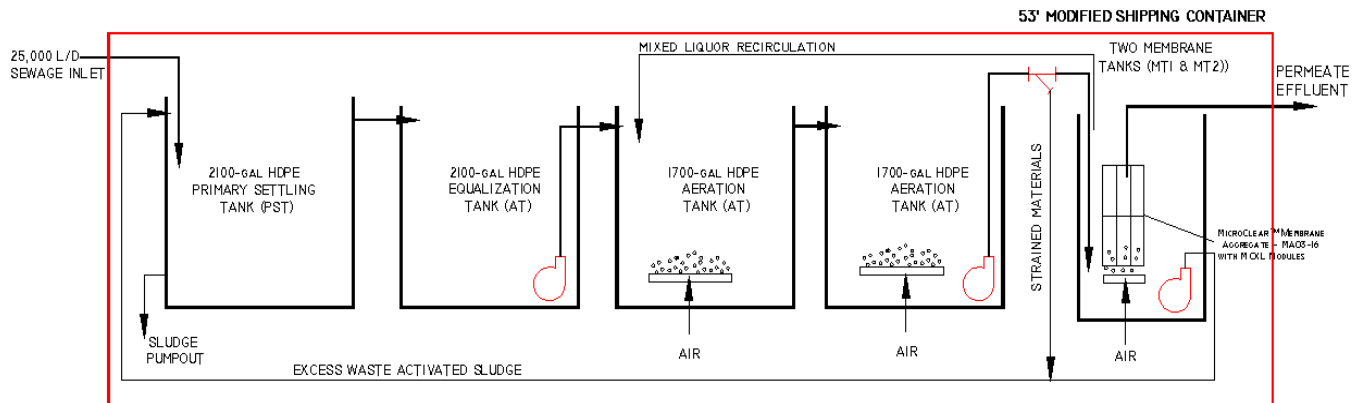 53' MODIFIED SHIPPING CONTAINER
25,000 L/D
SEWAGE INLET
MIXED LIQUOR RECIRCULATION
TWO MEMBRANE
TANKS (MT1 & MT2))
PERMEATE
EFFLUENT
2100-GAL HDPE
PRIMARY SETTLING
TANK (PST)
2100-GAL HDPE
EQUALIZATION
TANK (AT)
1700-GAL HDPE
AERATION
TANK (AT)
1700-GAL HDPE
AERATION
TANK (AT)
STRAINED MATERIALS
MICROCLEAR™ MEMBRANE
AGGREGATE - MA03-16
WITH MCXL MODULES
SLUDGE
PUMPOUT
AIR
AIR
AIR
EXCESS WASTE ACTIVATED SLUDGE